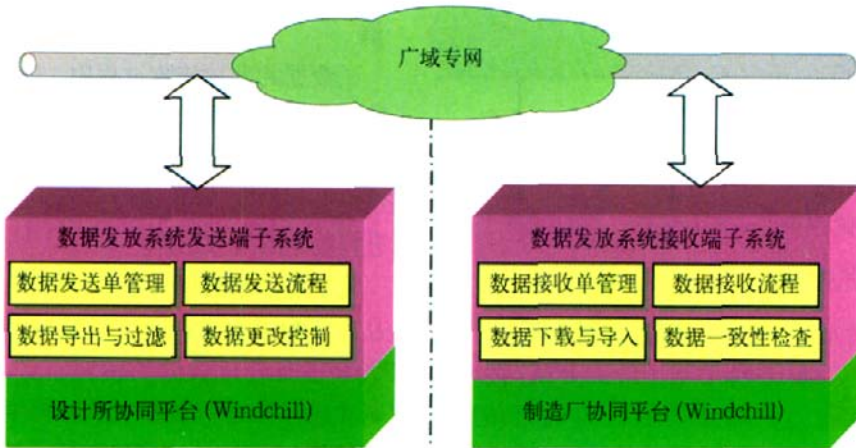 广域专网
数据发放系统发送端子系统
数据发送单管理
数据发送流程
数据导出与过滤
数据更改控制
设计所协同平台(Windchill)
数据发放系统接收端子系统
数据接收单管理
数据接收流程
数据下载与导入
数据一致性检查
制造厂协同平台(Windchill)